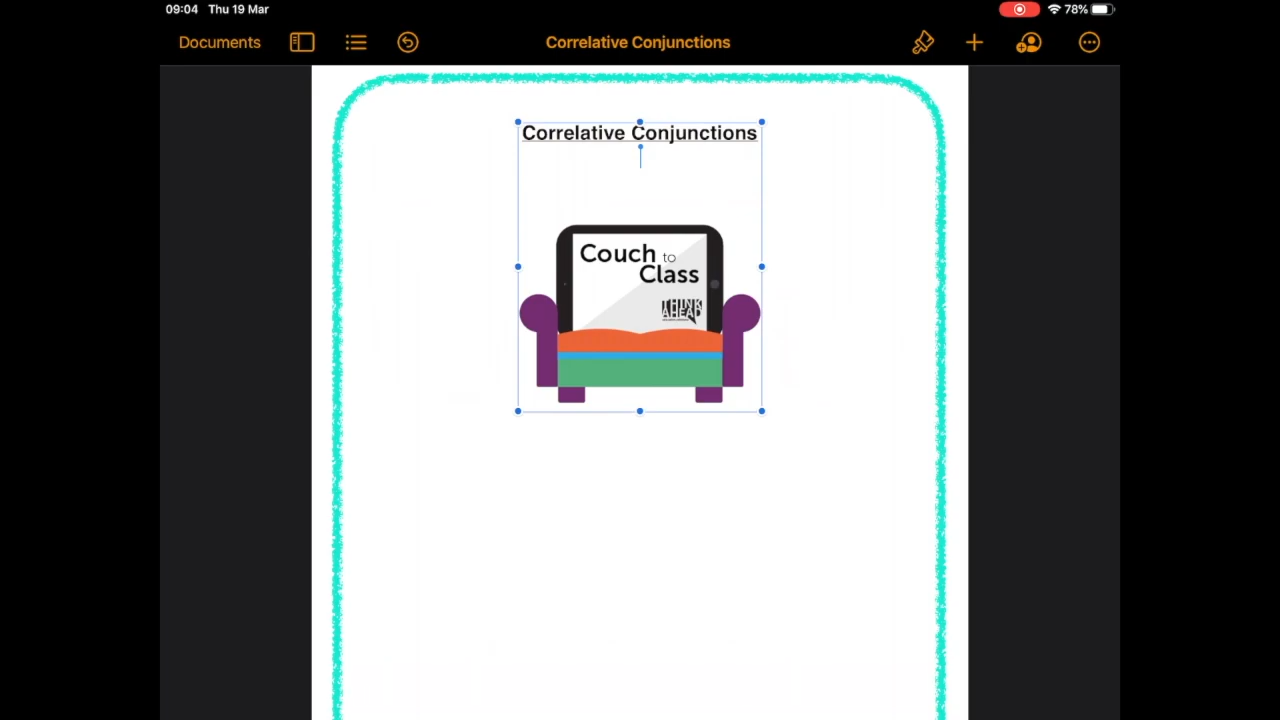 09:04 Thu 19 Mar 78%
Documents Correlative Conjunctions
Correlative Conjunctions
Couch to
Class
THINK
AHEAD